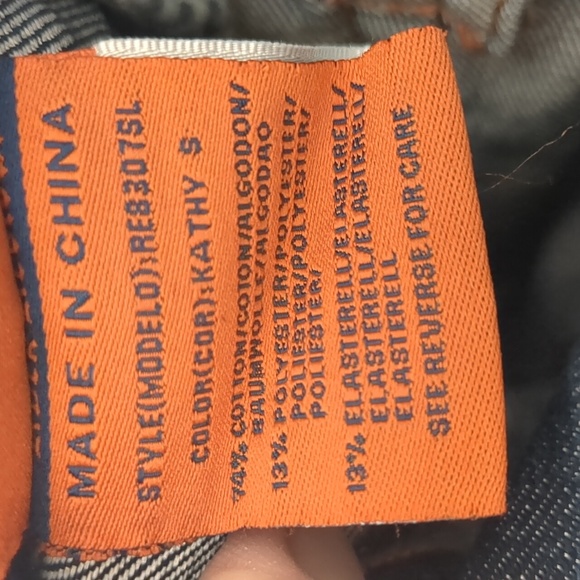 MADE IN CHINA
STYLE(MODELO):RE8307SL
COLOR(COR):KATHY S
74% COTTON/COTON/ALGODON/
BAUMWOLLE/ALGODAO
13% POLYESTER/POLYESTER/
POLIESTER/POLYESTER/
POLIESTER/
13% ELASTERELL/ELASTERELL/
ELASTERELL/ELASTERELL/
ELASTERELL
SEE REVERSE FOR CARE